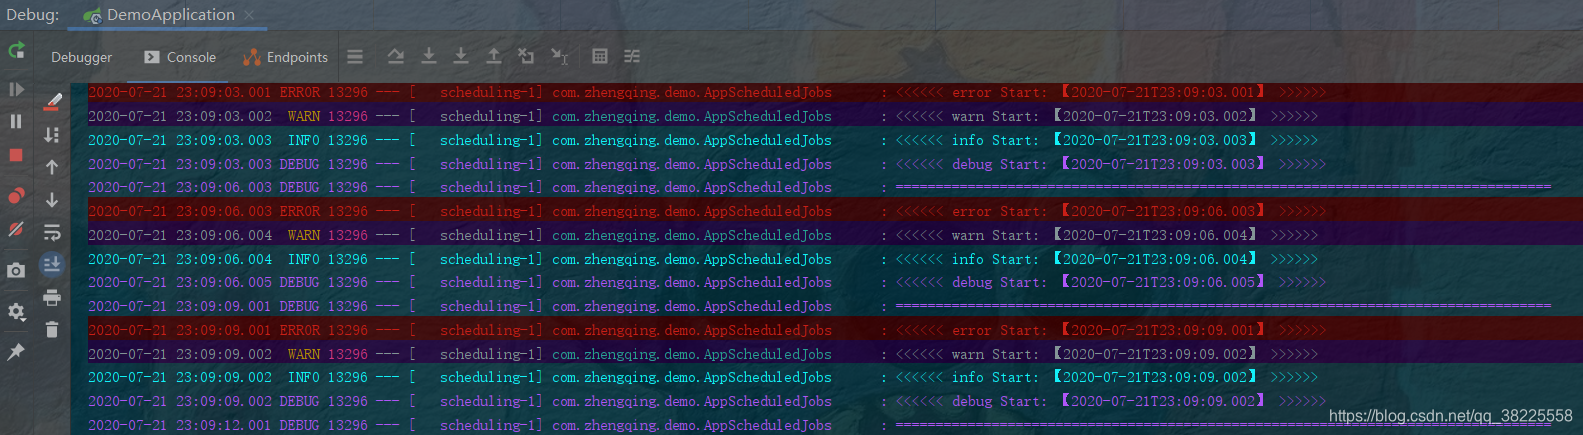 Debug: DemoApplication ×
Debugger Console Endpoints
2020-07-21 23:09:03.001 ERROR 13296 --- [   scheduling-1] com.zhengqing.demo.AppScheduledJobs      : <<<<<< error Start: 【2020-07-21T23:09:03.001】 >>>>>>
2020-07-21 23:09:03.002  WARN 13296 --- [   scheduling-1] com.zhengqing.demo.AppScheduledJobs      : <<<<<< warn Start: 【2020-07-21T23:09:03.002】 >>>>>>
2020-07-21 23:09:03.003  INFO 13296 --- [   scheduling-1] com.zhengqing.demo.AppScheduledJobs      : <<<<<< info Start: 【2020-07-21T23:09:03.003】 >>>>>>
2020-07-21 23:09:03.003 DEBUG 13296 --- [   scheduling-1] com.zhengqing.demo.AppScheduledJobs      : <<<<<< debug Start: 【2020-07-21T23:09:03.003】 >>>>>>
2020-07-21 23:09:06.003 DEBUG 13296 --- [   scheduling-1] com.zhengqing.demo.AppScheduledJobs      : ==================================================================================
2020-07-21 23:09:06.003 ERROR 13296 --- [   scheduling-1] com.zhengqing.demo.AppScheduledJobs      : <<<<<< error Start: 【2020-07-21T23:09:06.003】 >>>>>>
2020-07-21 23:09:06.004  WARN 13296 --- [   scheduling-1] com.zhengqing.demo.AppScheduledJobs      : <<<<<< warn Start: 【2020-07-21T23:09:06.004】 >>>>>>
2020-07-21 23:09:06.004  INFO 13296 --- [   scheduling-1] com.zhengqing.demo.AppScheduledJobs      : <<<<<< info Start: 【2020-07-21T23:09:06.004】 >>>>>>
2020-07-21 23:09:06.005 DEBUG 13296 --- [   scheduling-1] com.zhengqing.demo.AppScheduledJobs      : <<<<<< debug Start: 【2020-07-21T23:09:06.005】 >>>>>>
2020-07-21 23:09:09.001 DEBUG 13296 --- [   scheduling-1] com.zhengqing.demo.AppScheduledJobs      : ==================================================================================
2020-07-21 23:09:09.001 ERROR 13296 --- [   scheduling-1] com.zhengqing.demo.AppScheduledJobs      : <<<<<< error Start: 【2020-07-21T23:09:09.001】 >>>>>>
2020-07-21 23:09:09.002  WARN 13296 --- [   scheduling-1] com.zhengqing.demo.AppScheduledJobs      : <<<<<< warn Start: 【2020-07-21T23:09:09.002】 >>>>>>
2020-07-21 23:09:09.002  INFO 13296 --- [   scheduling-1] com.zhengqing.demo.AppScheduledJobs      : <<<<<< info Start: 【2020-07-21T23:09:09.002】 >>>>>>
2020-07-21 23:09:09.002 DEBUG 13296 --- [   scheduling-1] com.zhengqing.demo.AppScheduledJobs      : <<<<<< debug Start: 【2020-07-21T23:09:09.002】 >>>>>>
2020-07-21 23:09:12.001 DEBUG 13296 --- [   scheduling-1] com.zhengqing.demo.AppScheduledJobs      : ==================================================================================
https://blog.csdn.net/qq_38225558